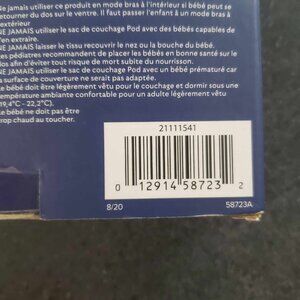 NE JAMAIS utiliser ce produit en mode bras à l'intérieur si bébé peut se
retourner du dos sur le ventre. Il faut passer l'enfant à un mode bras à
extérieur
NE JAMAIS utiliser le sac de couchage Pod avec des bébés capables de
s'en extraire.
NE JAMAIS laisser le tissu recouvrir le nez ou la bouche du bébé.
Les pédiatres recommandent de placer les bébés en bonne santé sur le
dos afin d'éviter tout risque de mort subite du nourrisson.
NE JAMAIS utiliser le sac de couchage Pod avec un bébé prématuré car
surface de couverture ne serait pas adaptée.
Le bébé doit être légèrement vêtu pour le couchage et dormir sous une
température ambiante confortable pour un adulte légèrement vêtu
(19,4°C - 22,2°C).
Le bébé ne doit pas être
trop chaud au toucher.
21111541
0 12914 58723 2
8/20 58723A